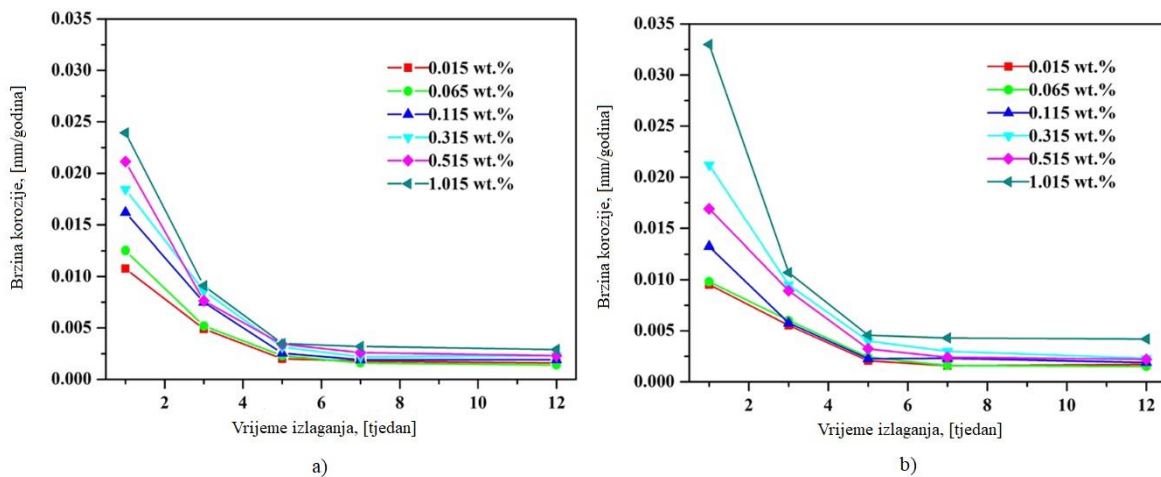 Brzina korozije, [mm/godina]
0.035
0.030
0.025
0.020
0.015
0.010
0.005
0.000
0.015 wt.%
0.065 wt.%
0.115 wt.%
0.315 wt.%
0.515 wt.%
1.015 wt.%
2 4 6 8 10 12
Vrijeme izlaganja, [tjedan]
a)
Brzina korozije, [mm/godina]
0.035
0.030
0.025
0.020
0.015
0.010
0.005
0.000
0.015 wt.%
0.065 wt.%
0.115 wt.%
0.315 wt.%
0.515 wt.%
1.015 wt.%
2 4 6 8 10 12
Vrijeme izlaganja, [tjedan]
b)